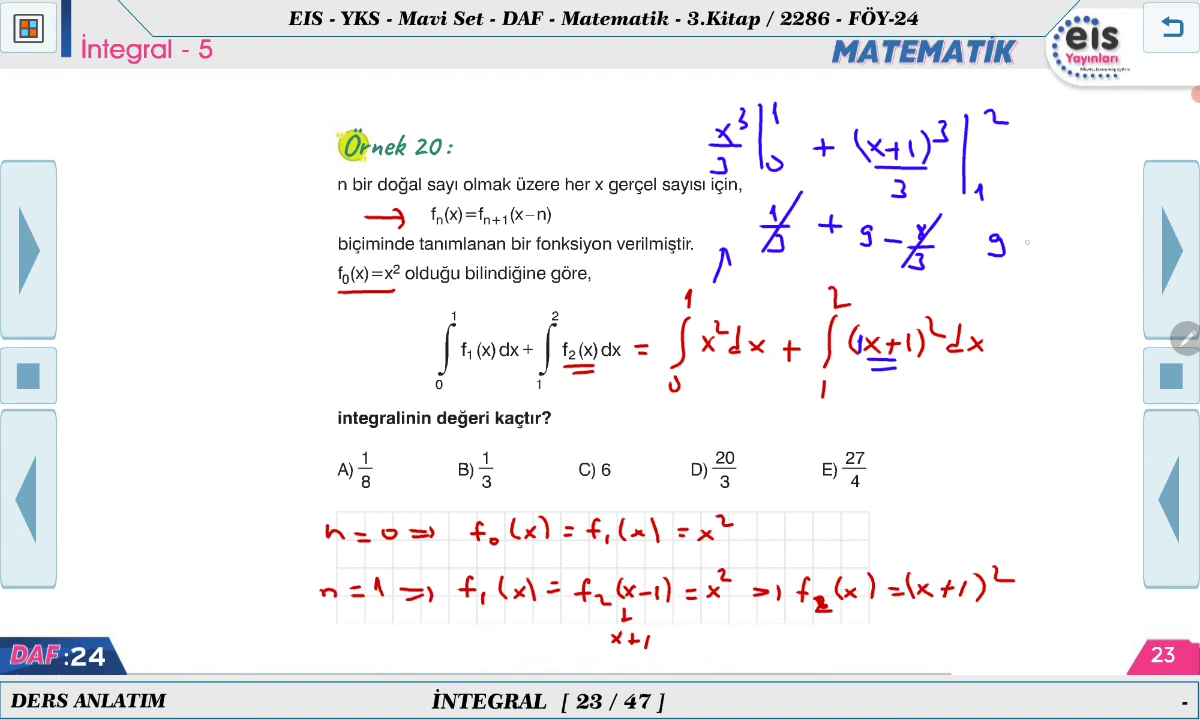 EIS - YKS - Mavi Set - DAF - Matematik - 3.Kitap / 2286 - FÖY-24
İntegral - 5
MATEMATİK
eis
Yayınları
Örnek 20 :
n bir doğal sayı olmak üzere her x gerçel sayısı için,
→ fₙ(x)=fₙ₊₁(x−n)
biçiminde tanımlanan bir fonksiyon verilmiştir.
f₀(x)=x² olduğu bilindiğine göre,
x³/3 |₀¹ + (x+1)³/3 |₁²
1/3 + 9 − 8/3 9
∫₀¹ f₁(x) dx + ∫₁² f₂(x) dx = ∫₀¹ x² dx + ∫₁² (x+1)² dx
integralinin değeri kaçtır?
A) 1/8 B) 1/3 C) 6 D) 20/3 E) 27/4
n = 0 ⇒ f₀(x) = f₁(x) = x²
n = 1 ⇒ f₁(x) = f₂(x−1) = x² ⇒ f₂(x) = (x+1)²
x+1
DAF:24
23
DERS ANLATIM
İNTEGRAL [ 23 / 47 ]
-